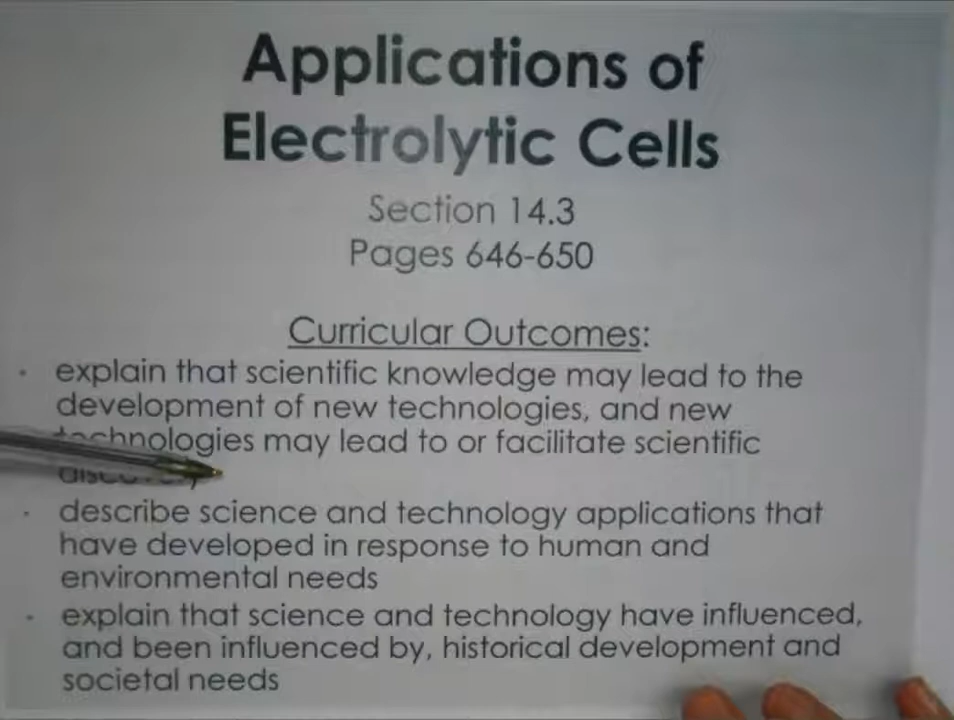 Applications of
Electrolytic Cells
Section 14.3
Pages 646-650
Curricular Outcomes:
· explain that scientific knowledge may lead to the
development of new technologies, and new
technologies may lead to or facilitate scientific
· describe science and technology applications that
have developed in response to human and
environmental needs
· explain that science and technology have influenced,
and been influenced by, historical development and
societal needs